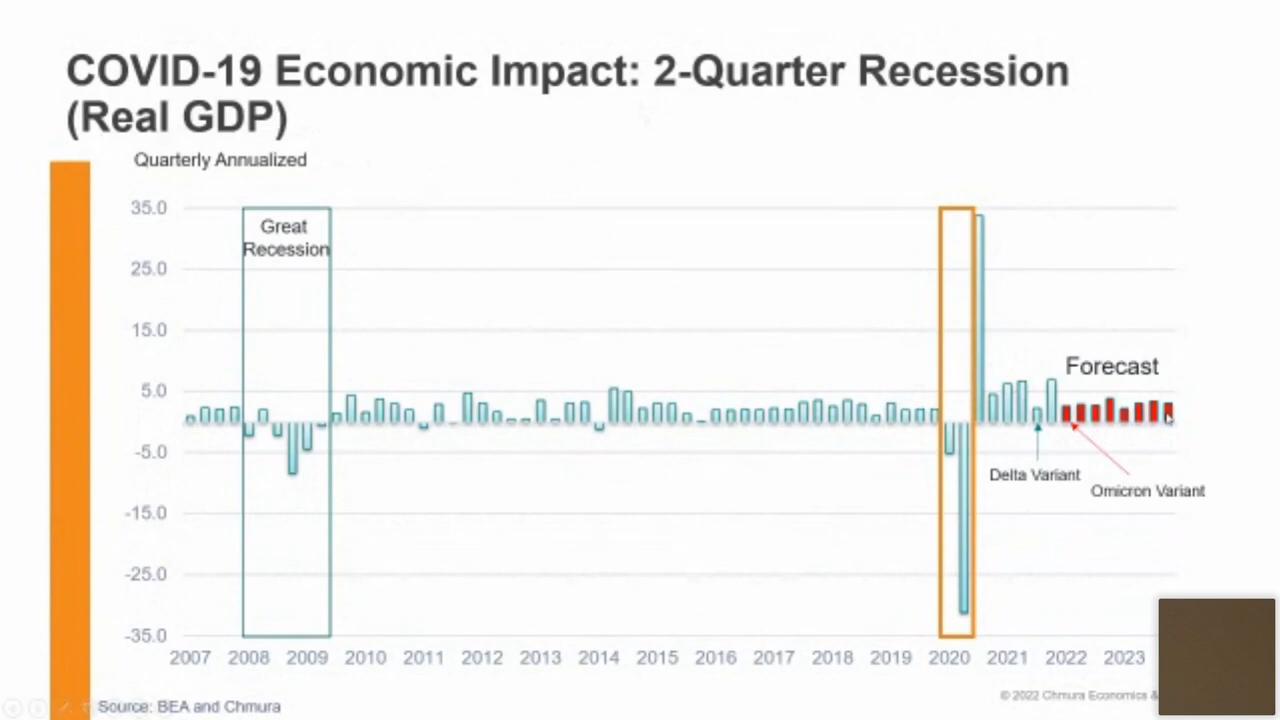 COVID-19 Economic Impact: 2-Quarter Recession
(Real GDP)
Quarterly Annualized
35.0
25.0
15.0
5.0
-5.0
-15.0
-25.0
-35.0
Great
Recession
Forecast
Delta Variant
Omicron Variant
2007 2008 2009 2010 2011 2012 2013 2014 2015 2016 2017 2018 2019 2020 2021 2022 2023
© 2022 Chmura Economics &
Source: BEA and Chmura